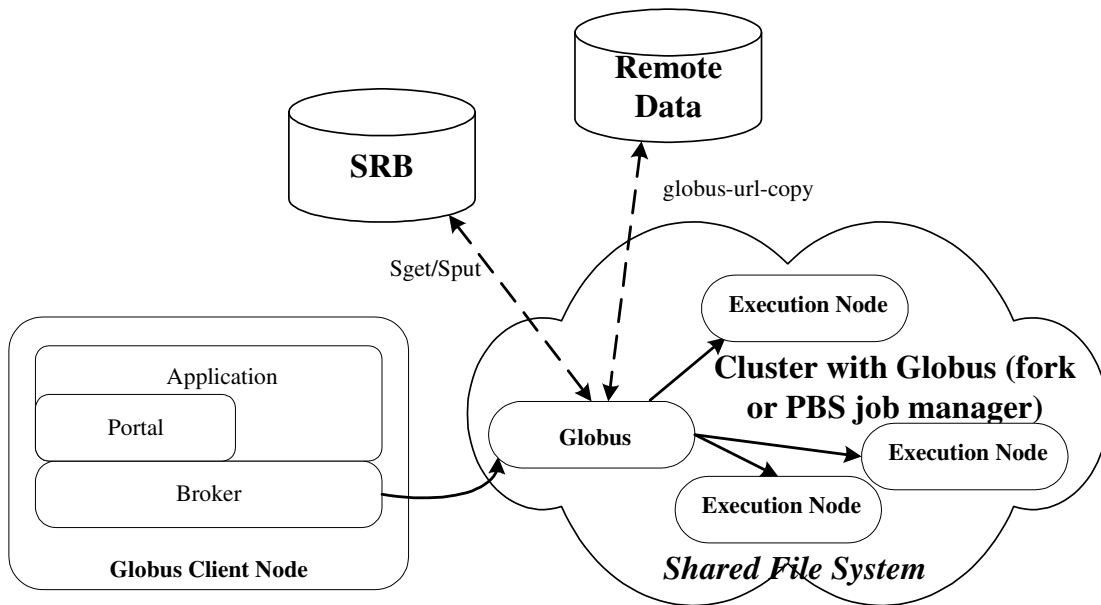 Remote
Data
SRB
globus-url-copy
Sget/Sput
Execution Node
Cluster with Globus (fork
or PBS job manager)
Application
Portal
Globus
Execution Node
Broker
Execution Node
Globus Client Node
Shared File System